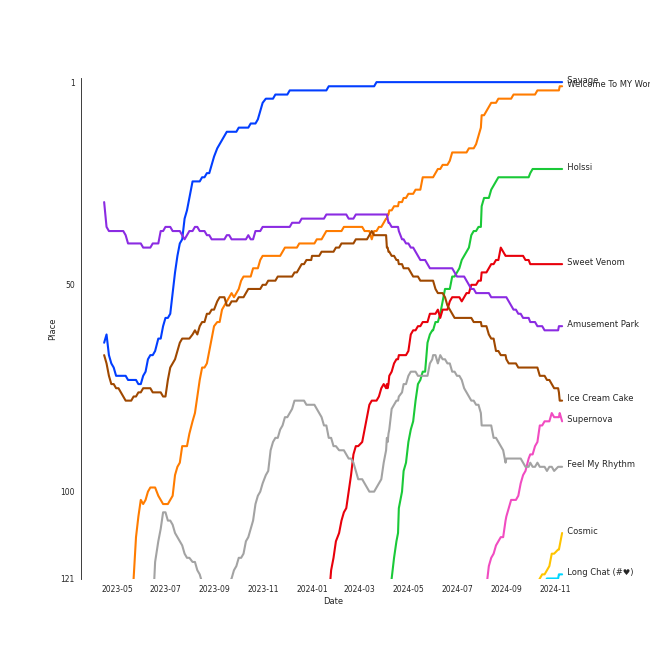 1
50
100
121
Place
2023-05 2023-07 2023-09 2023-11 2024-01 2024-03 2024-05 2024-07 2024-09 2024-11
Date
Savage
Welcome To MY Wor
Holssi
Sweet Venom
Amusement Park
Ice Cream Cake
Supernova
Feel My Rhythm
Cosmic
Long Chat (#♥)